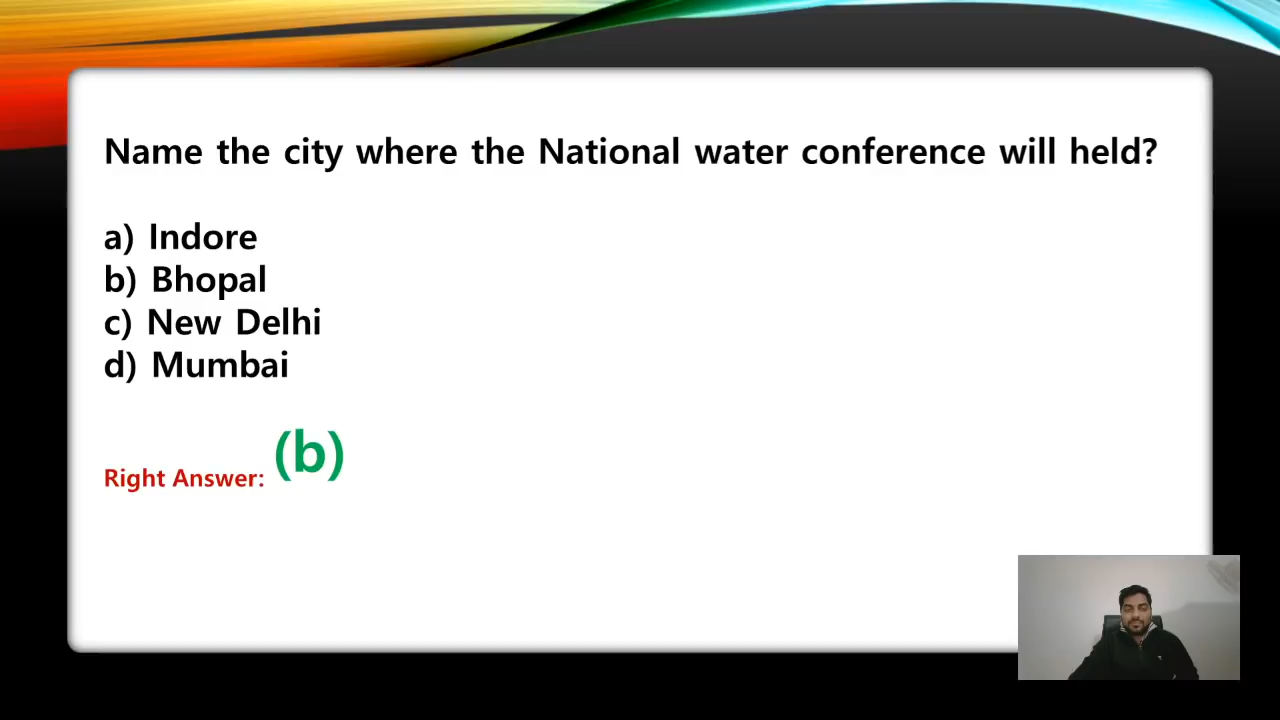 Name the city where the National water conference will held?
a) Indore
b) Bhopal
c) New Delhi
d) Mumbai
Right Answer: (b)